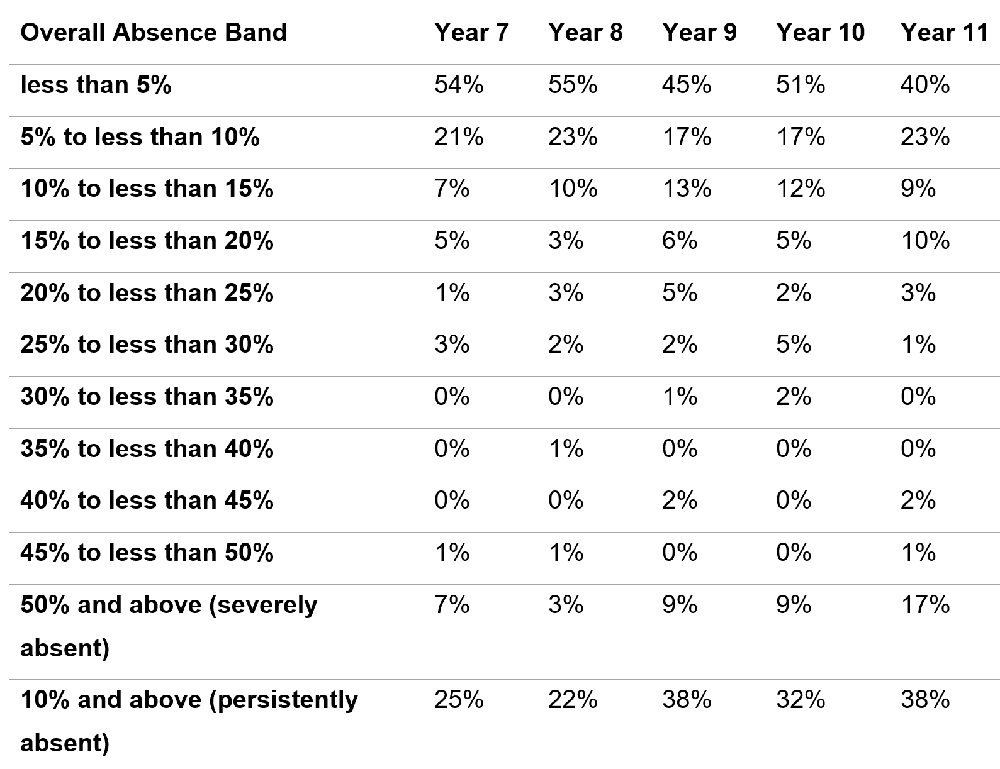 Overall Absence Band Year 7 Year 8 Year 9 Year 10 Year 11
less than 5% 54% 55% 45% 51% 40%
5% to less than 10% 21% 23% 17% 17% 23%
10% to less than 15% 7% 10% 13% 12% 9%
15% to less than 20% 5% 3% 6% 5% 10%
20% to less than 25% 1% 3% 5% 2% 3%
25% to less than 30% 3% 2% 2% 5% 1%
30% to less than 35% 0% 0% 1% 2% 0%
35% to less than 40% 0% 1% 0% 0% 0%
40% to less than 45% 0% 0% 2% 0% 2%
45% to less than 50% 1% 1% 0% 0% 1%
50% and above (severely 7% 3% 9% 9% 17%
absent)
10% and above (persistently 25% 22% 38% 32% 38%
absent)